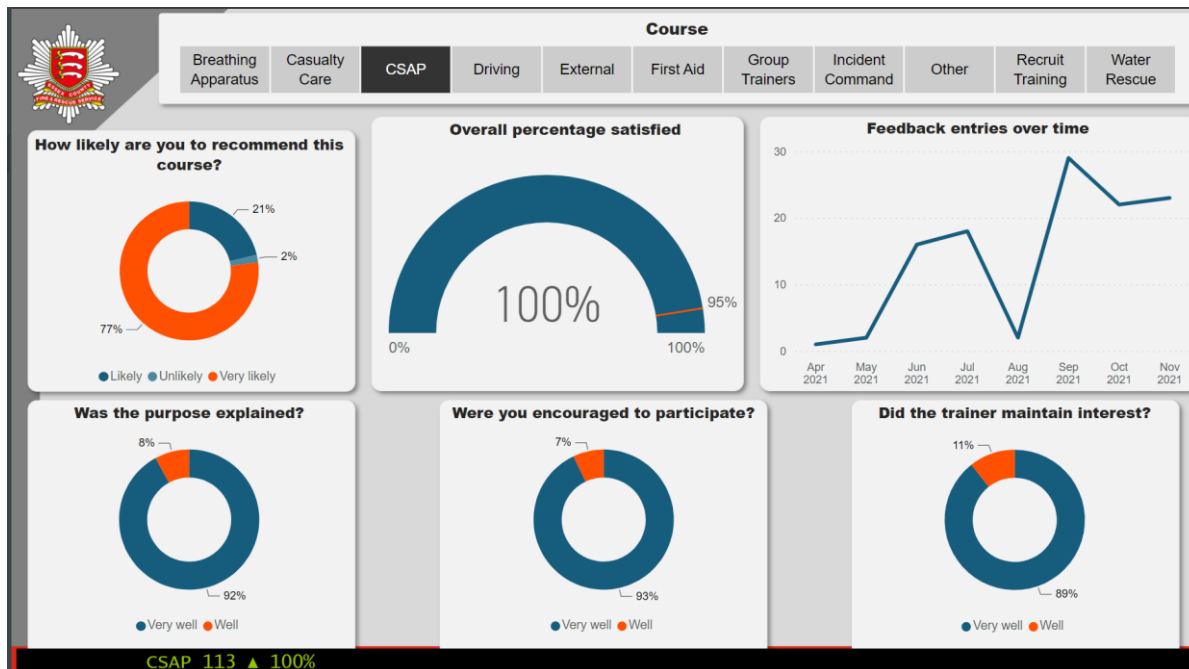 Course
Breathing Apparatus
Casualty Care
CSAP
Driving
External
First Aid
Group Trainers
Incident Command
Other
Recruit Training
Water Rescue
ESSEX COUNTY
FIRE & RESCUE SERVICE
How likely are you to recommend this
course?
21%
2%
77%
Likely Unlikely Very likely
Overall percentage satisfied
100%
95%
0%
100%
Feedback entries over time
30
20
10
0
Apr 2021
May 2021
Jun 2021
Jul 2021
Aug 2021
Sep 2021
Oct 2021
Nov 2021
Was the purpose explained?
8%
92%
Very well Well
Were you encouraged to participate?
7%
93%
Very well Well
Did the trainer maintain interest?
11%
89%
Very well Well
CSAP 113 ▲ 100%